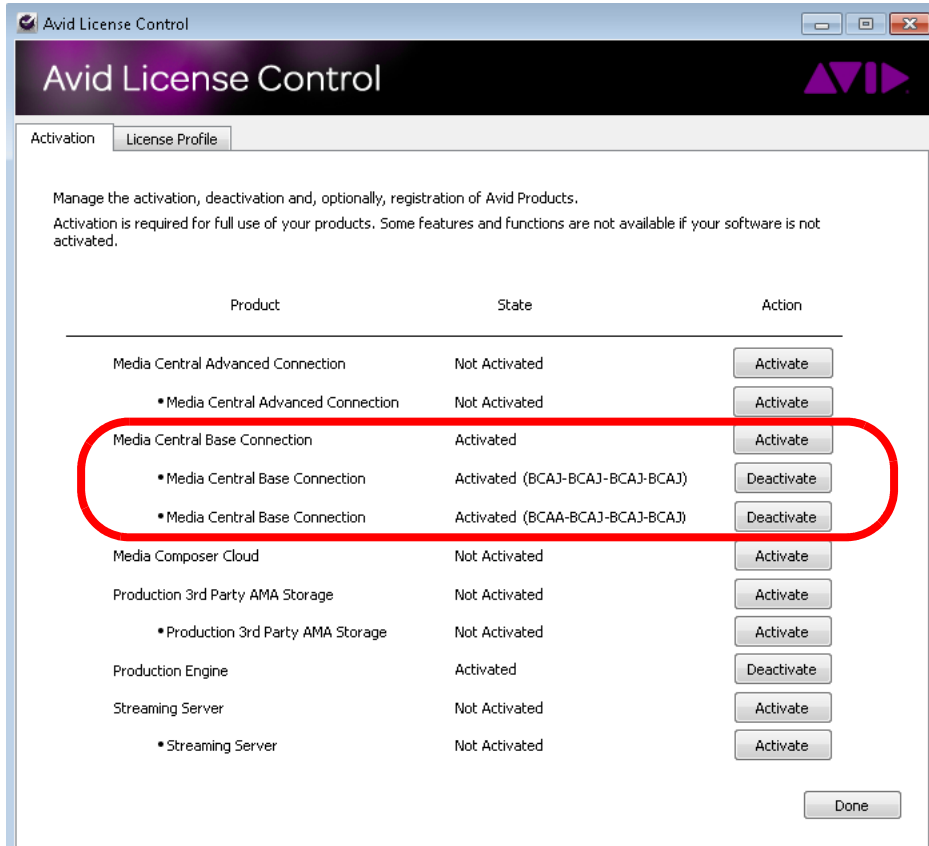 Avid License Control
Avid License Control
AVID
Activation License Profile
Manage the activation, deactivation and, optionally, registration of Avid Products.
Activation is required for full use of your products. Some features and functions are not available if your software is not
activated.
Product State Action
Media Central Advanced Connection Not Activated Activate
• Media Central Advanced Connection Not Activated Activate
Media Central Base Connection Activated Activate
• Media Central Base Connection Activated (BCAJ-BCAJ-BCAJ-BCAJ) Deactivate
• Media Central Base Connection Activated (BCAA-BCAJ-BCAJ-BCAJ) Deactivate
Media Composer Cloud Not Activated Activate
Production 3rd Party AMA Storage Not Activated Activate
• Production 3rd Party AMA Storage Not Activated Activate
Production Engine Activated Deactivate
Streaming Server Not Activated Activate
• Streaming Server Not Activated Activate
Done